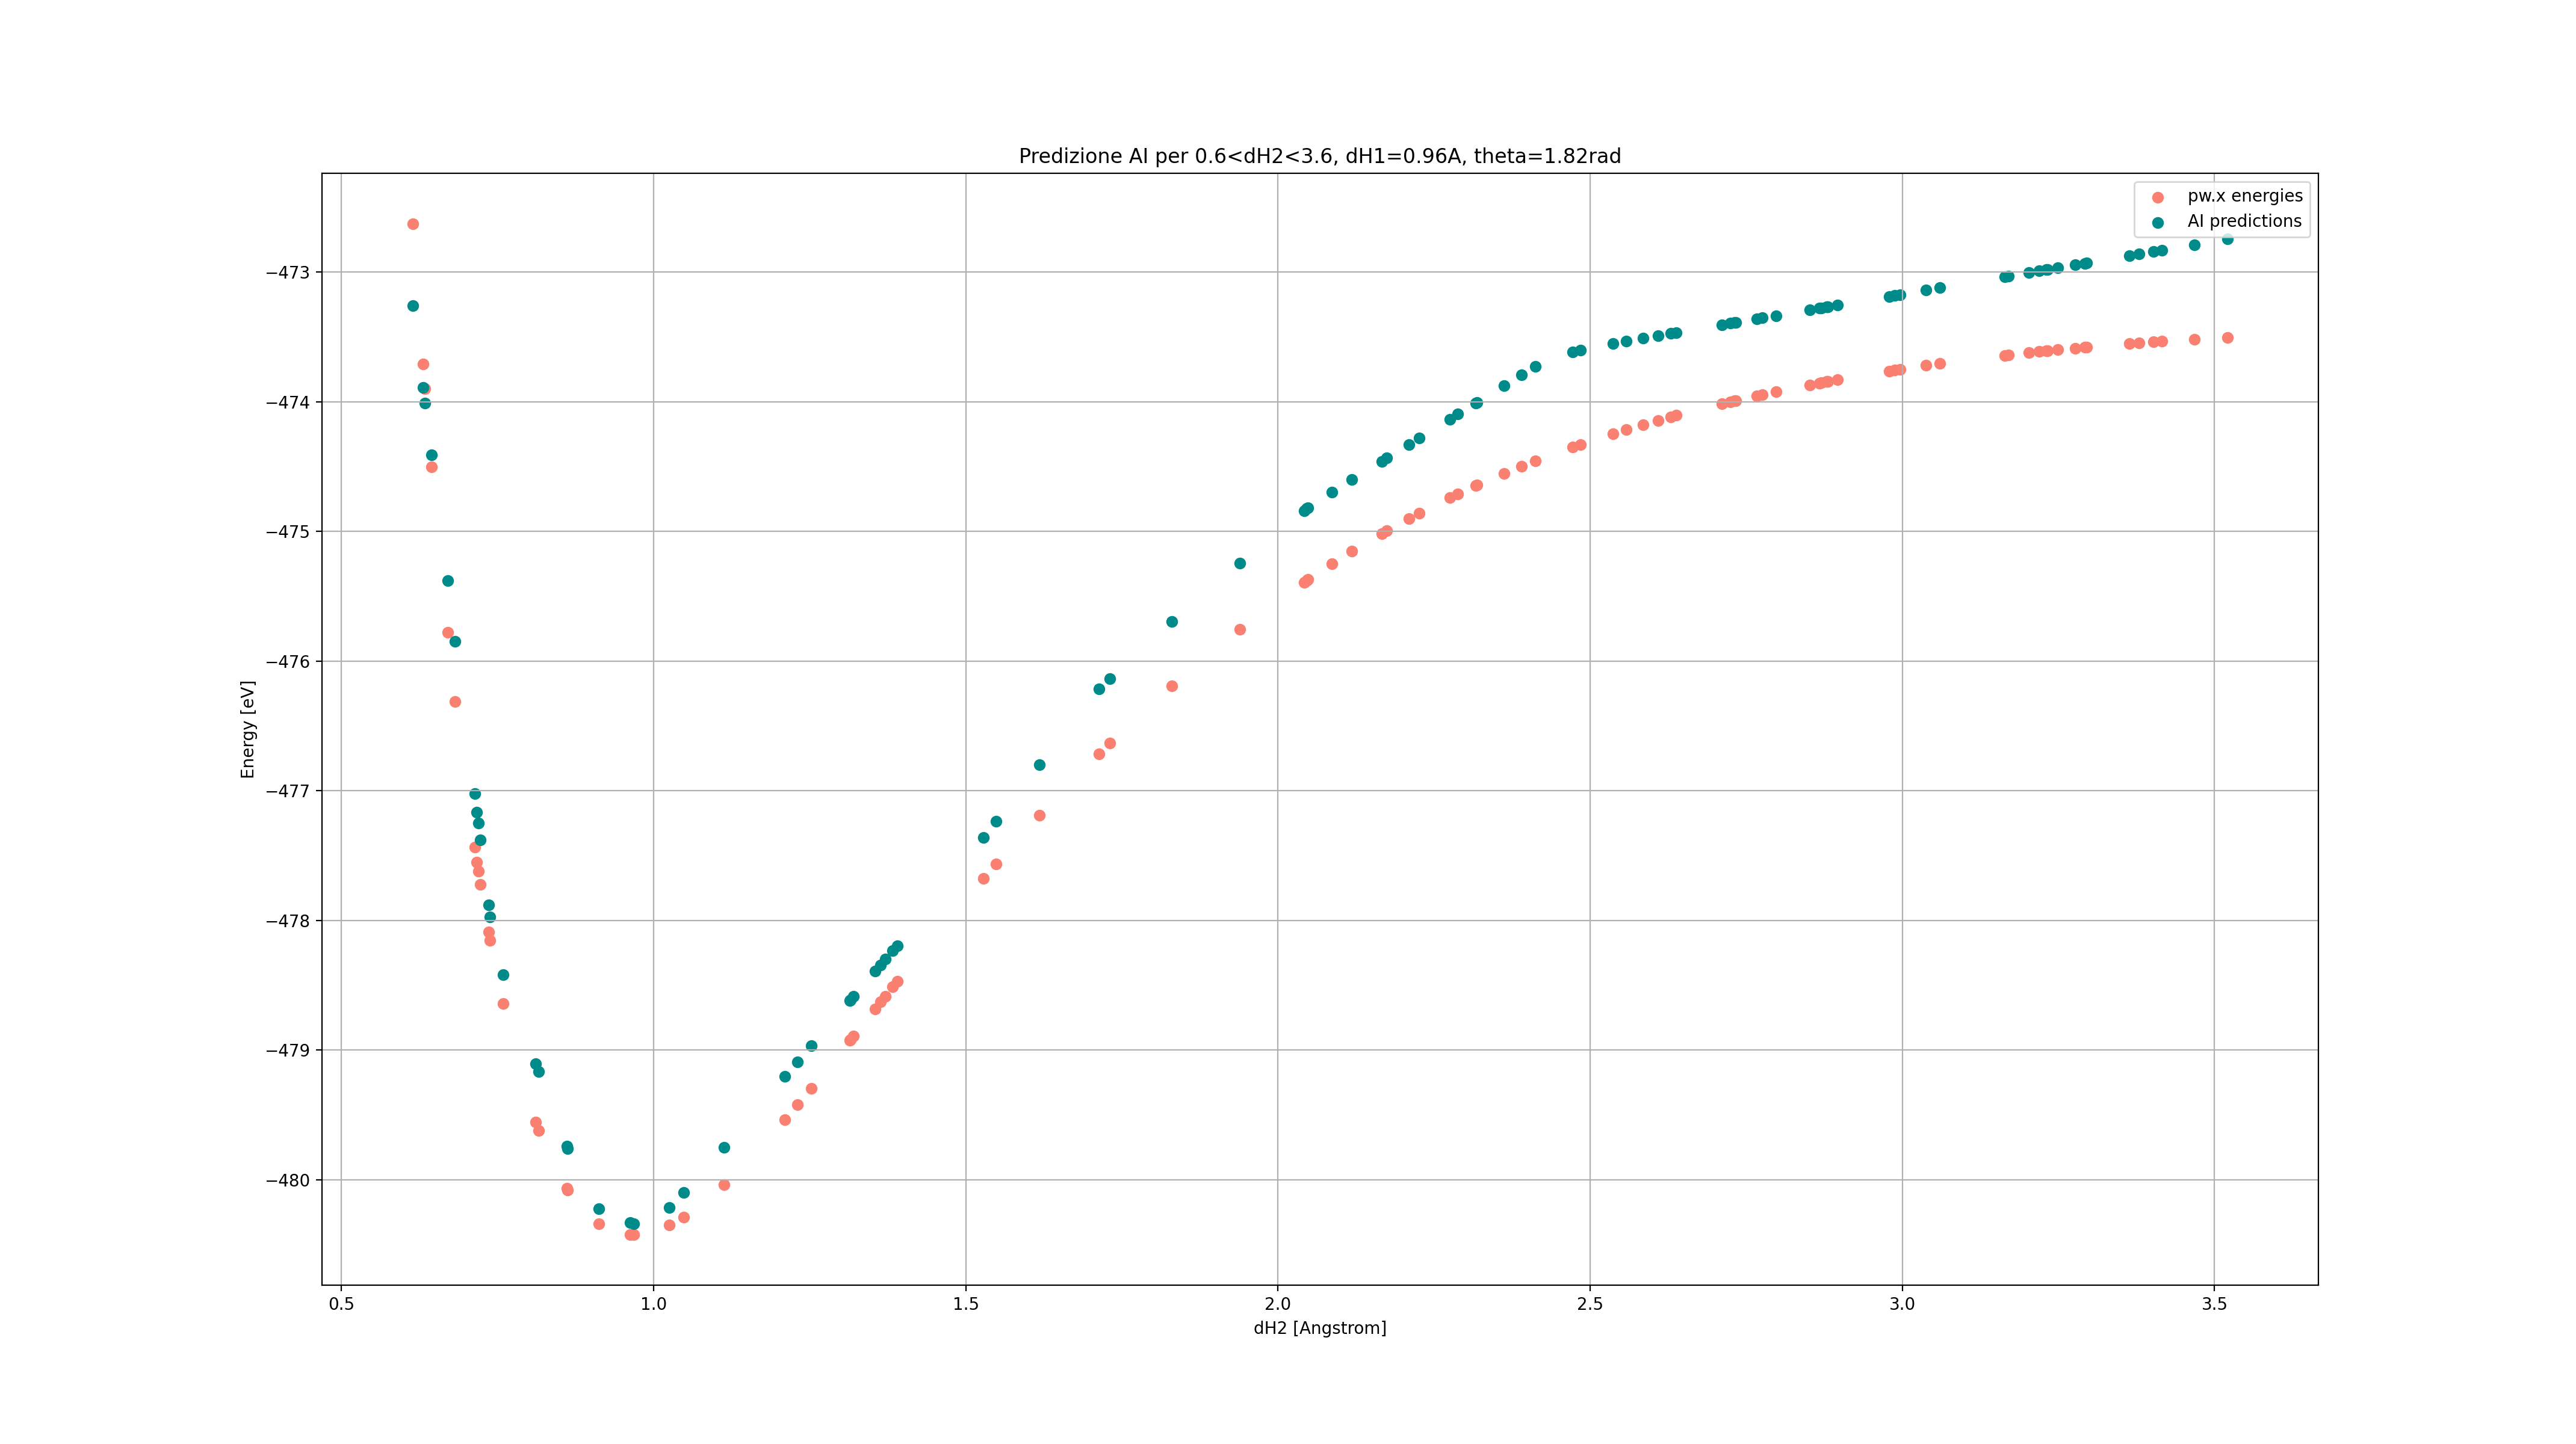 Predizione AI per 0.6<dH2<3.6, dH1=0.96A, theta=1.82rad
pw.x energies
AI predictions
−473
−474
−475
−476
−477
−478
−479
−480
Energy [eV]
0.5 1.0 1.5 2.0 2.5 3.0 3.5
dH2 [Angstrom]